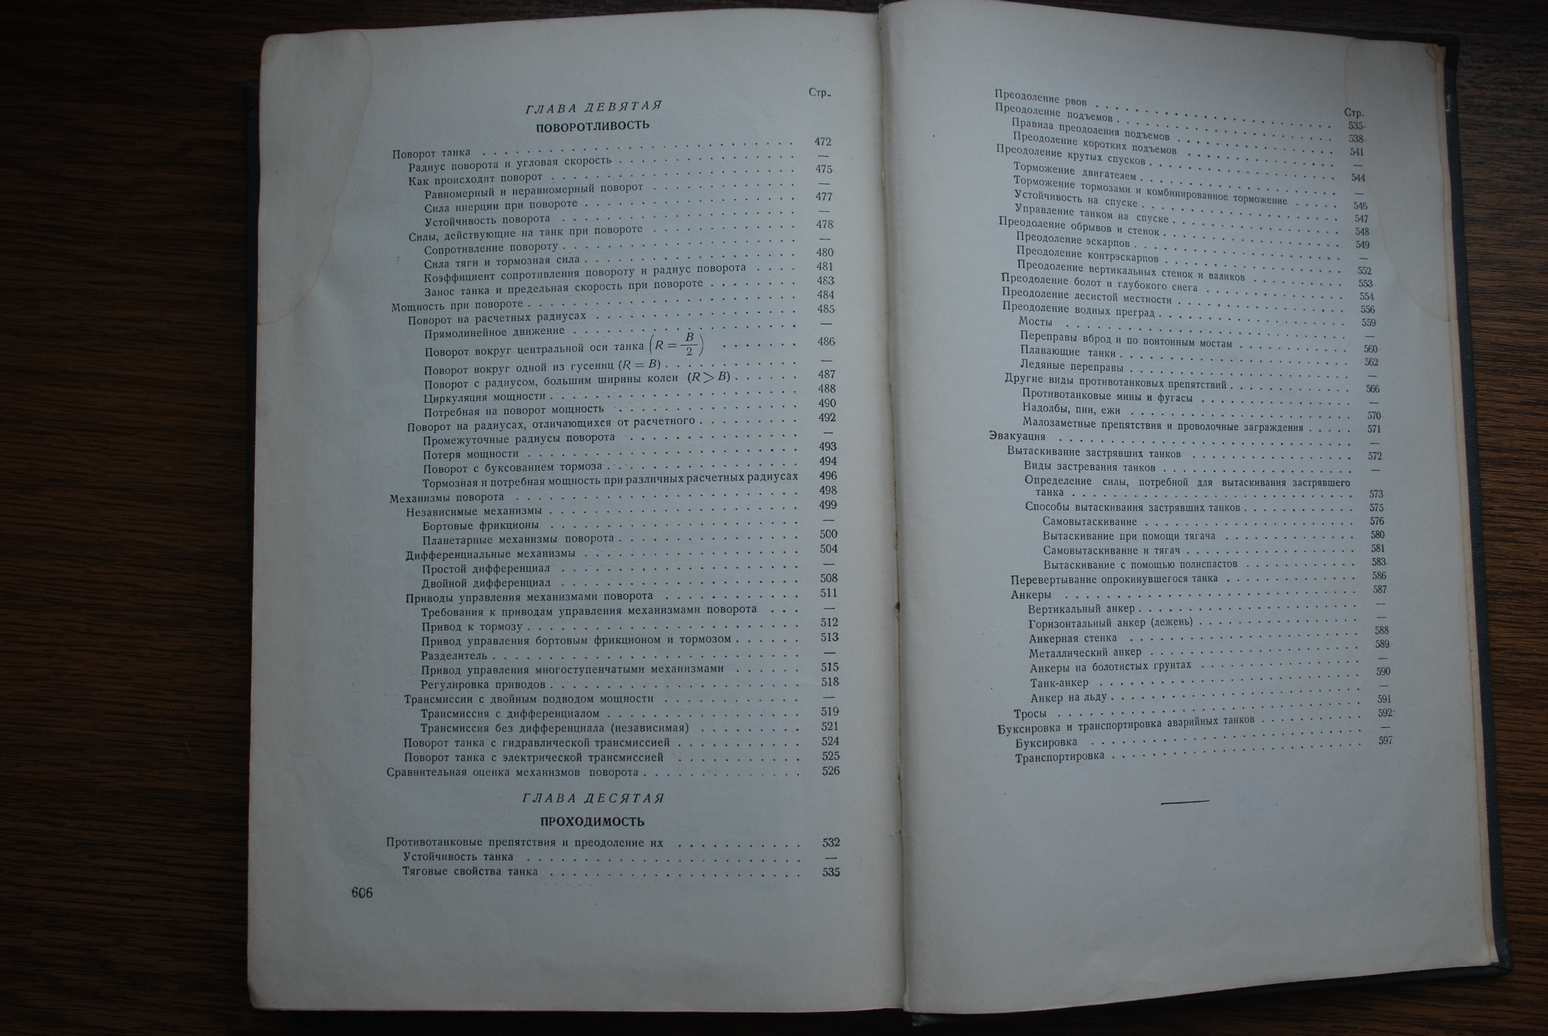 Стр.
ГЛАВА ДЕВЯТАЯ
ПОВОРОТЛИВОСТЬ
Поворот танка . . . 472
Радиус поворота и угловая скорость . . . —
Как происходит поворот . . . 475
Равномерный и неравномерный поворот . . . —
Сила инерции при повороте . . . 477
Устойчивость поворота . . . —
Силы, действующие на танк при повороте . . . 478
Сопротивление повороту . . . —
Сила тяги и тормозная сила . . . 480
Коэффициент сопротивления повороту и радиус поворота . . . 481
Занос танка и предельная скорость при повороте . . . 483
Мощность при повороте . . . 484
Поворот на расчетных радиусах . . . 485
Прямолинейное движение . . . —
Поворот вокруг центральной оси танка (R = B/2) . . . 486
Поворот вокруг одной из гусениц (R = B) . . . —
Поворот с радиусом, большим ширины колеи (R > B) . . . 487
Циркуляция мощности . . . 488
Потребная на поворот мощность . . . 490
Поворот на радиусах, отличающихся от расчетного . . . 492
Промежуточные радиусы поворота . . . —
Потеря мощности . . . 493
Поворот с буксованием тормоза . . . 494
Тормозная и потребная мощность при различных расчетных радиусах 496
Механизмы поворота . . . 498
Независимые механизмы . . . 499
Бортовые фрикционы . . . —
Планетарные механизмы поворота . . . 500
Дифференциальные механизмы . . . 504
Простой дифференциал . . . —
Двойной дифференциал . . . 508
Приводы управления механизмами поворота . . . 511
Требования к приводам управления механизмами поворота . . . —
Привод к тормозу . . . 512
Привод управления бортовым фрикционом и тормозом . . . 513
Разделитель . . . —
Привод управления многоступенчатыми механизмами . . . 515
Регулировка приводов . . . 518
Трансмиссии с двойным подводом мощности . . . —
Трансмиссия с дифференциалом . . . 519
Трансмиссия без дифференциала (независимая) . . . 521
Поворот танка с гидравлической трансмиссией . . . 524
Поворот танка с электрической трансмиссией . . . 525
Сравнительная оценка механизмов поворота . . . 526
ГЛАВА ДЕСЯТАЯ
ПРОХОДИМОСТЬ
Противотанковые препятствия и преодоление их . . . 532
Устойчивость танка . . . —
Тяговые свойства танка . . . 535
606
Стр.
Преодоление рвов . . . 535
Преодоление подъемов . . . 538
Правила преодоления подъемов . . . 541
Преодоление коротких подъемов . . . —
Преодоление крутых спусков . . . 544
Торможение двигателем . . . —
Торможение тормозами и комбинированное торможение . . . 546
Устойчивость на спуске . . . 547
Управление танком на спуске . . . 548
Преодоление обрывов и стенок . . . 549
Преодоление эскарпов . . . —
Преодоление контрэскарпов . . . 552
Преодоление вертикальных стенок и валиков . . . 553
Преодоление болот и глубокого снега . . . 554
Преодоление лесистой местности . . . 556
Преодоление водных преград . . . 559
Мосты . . . —
Переправы вброд и по понтонным мостам . . . 560
Плавающие танки . . . 562
Ледяные переправы . . . —
Другие виды противотанковых препятствий . . . 566
Противотанковые мины и фугасы . . . —
Надолбы, пни, ежи . . . 570
Малозаметные препятствия и проволочные заграждения . . . 571
Эвакуация . . . —
Вытаскивание застрявших танков . . . 572
Виды застревания танков . . . —
Определение силы, потребной для вытаскивания застрявшего
танка . . . 573
Способы вытаскивания застрявших танков . . . 575
Самовытаскивание . . . 576
Вытаскивание при помощи тягача . . . 580
Самовытаскивание и тягач . . . 581
Вытаскивание с помощью полиспастов . . . 583
Перевертывание опрокинувшегося танка . . . 586
Анкеры . . . 587
Вертикальный анкер . . . —
Горизонтальный анкер (лежень) . . . —
Анкерная стенка . . . 588
Металлический анкер . . . 589
Анкеры на болотистых грунтах . . . —
Танк-анкер . . . 590
Анкер на льду . . . —
Тросы . . . 591
Буксировка и транспортировка аварийных танков . . . 592
Буксировка . . . —
Транспортировка . . . 597